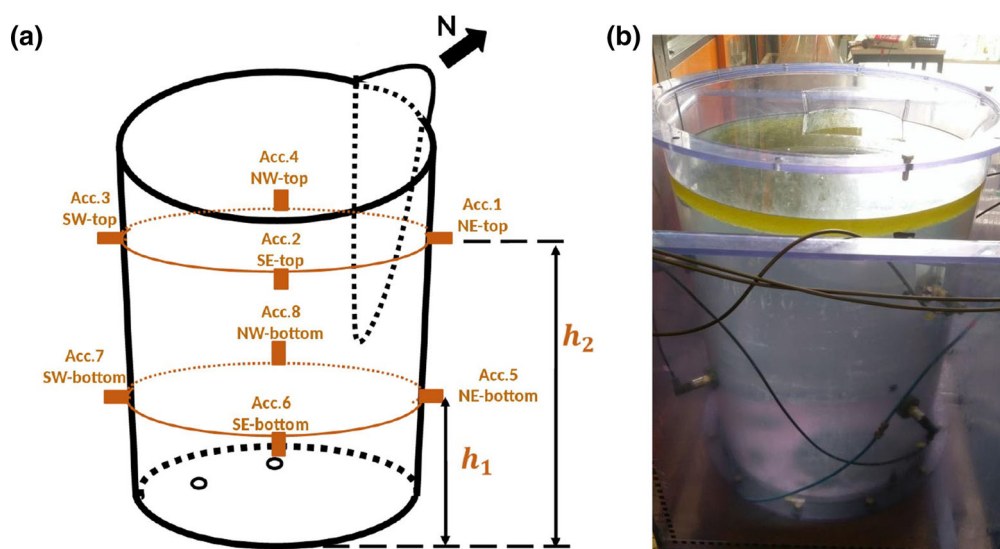 (a)
N
(b)
Acc.4
NW-top
Acc.3
SW-top
Acc.1
NE-top
Acc.2
SE-top
Acc.8
NW-bottom
h2
Acc.7
SW-bottom
Acc.5
NE-bottom
Acc.6
SE-bottom
h1